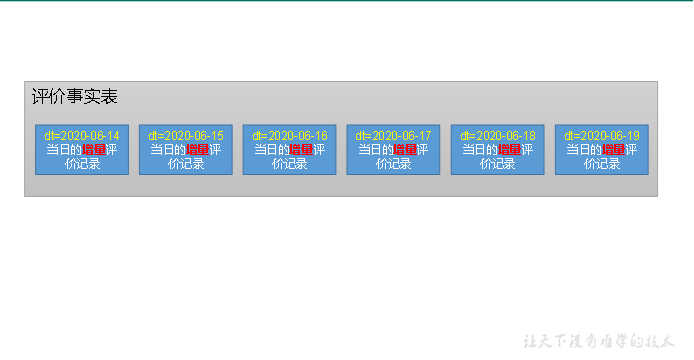 评价事实表
dt=2020-06-14
当日的增量评
价记录
dt=2020-06-15
当日的增量评
价记录
dt=2020-06-16
当日的增量评
价记录
dt=2020-06-17
当日的增量评
价记录
dt=2020-06-18
当日的增量评
价记录
dt=2020-06-19
当日的增量评
价记录
让天下没有难学的技术